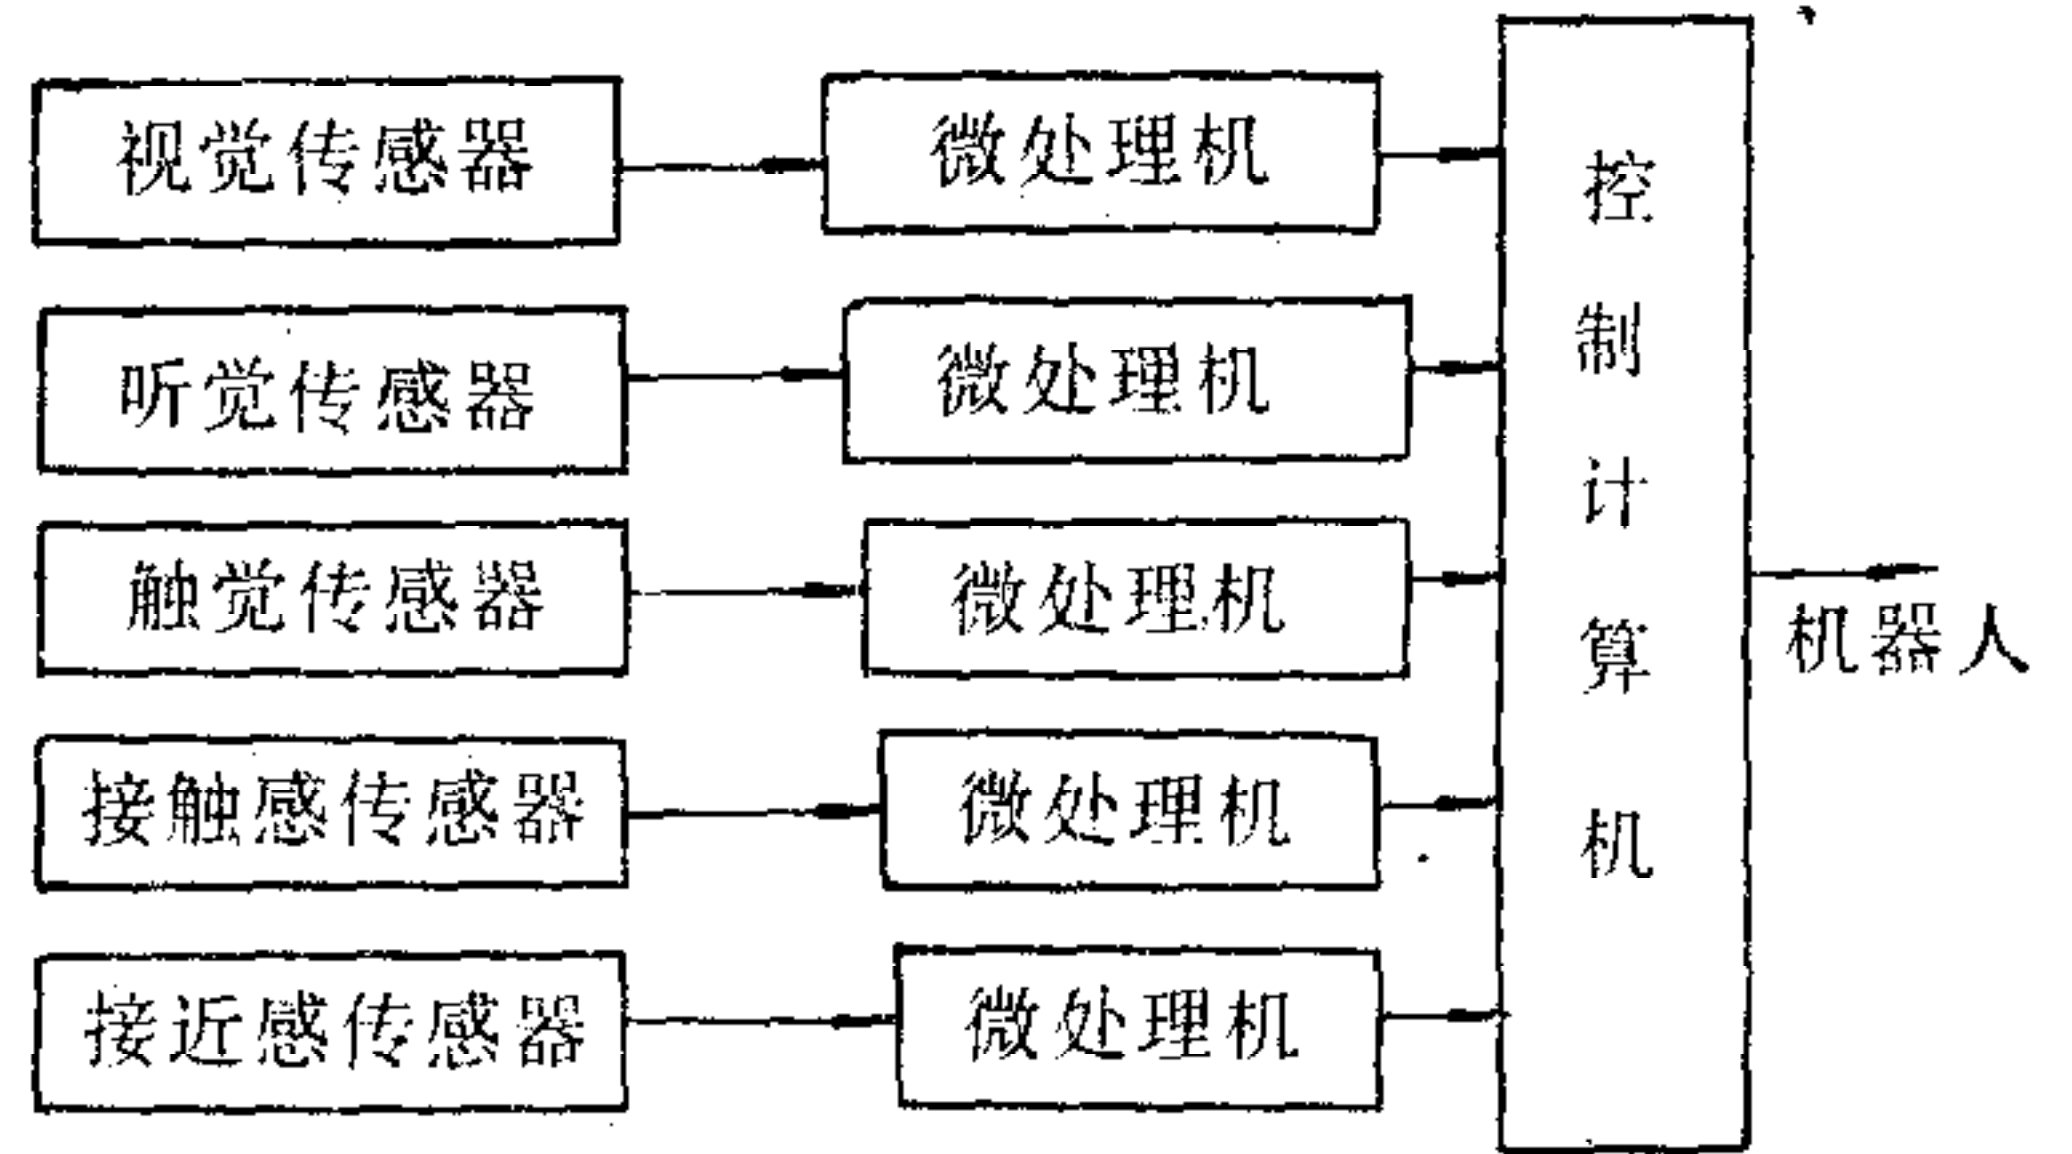 视觉传感器 微处理机
听觉传感器 微处理机
触觉传感器 微处理机
接触感传感器 微处理机
接近感传感器 微处理机
控制计算机
机器人